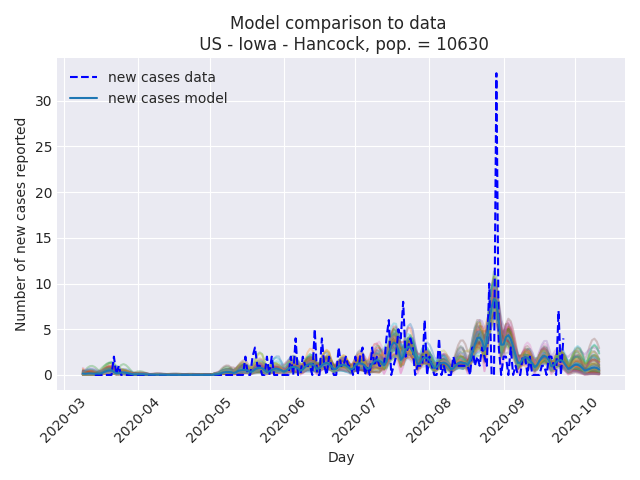 Model comparison to data
US - Iowa - Hancock, pop. = 10630
new cases data
new cases model
Number of new cases reported
30
25
20
15
10
5
0
2020-03
2020-04
2020-05
2020-06
2020-07
2020-08
2020-09
2020-10
Day